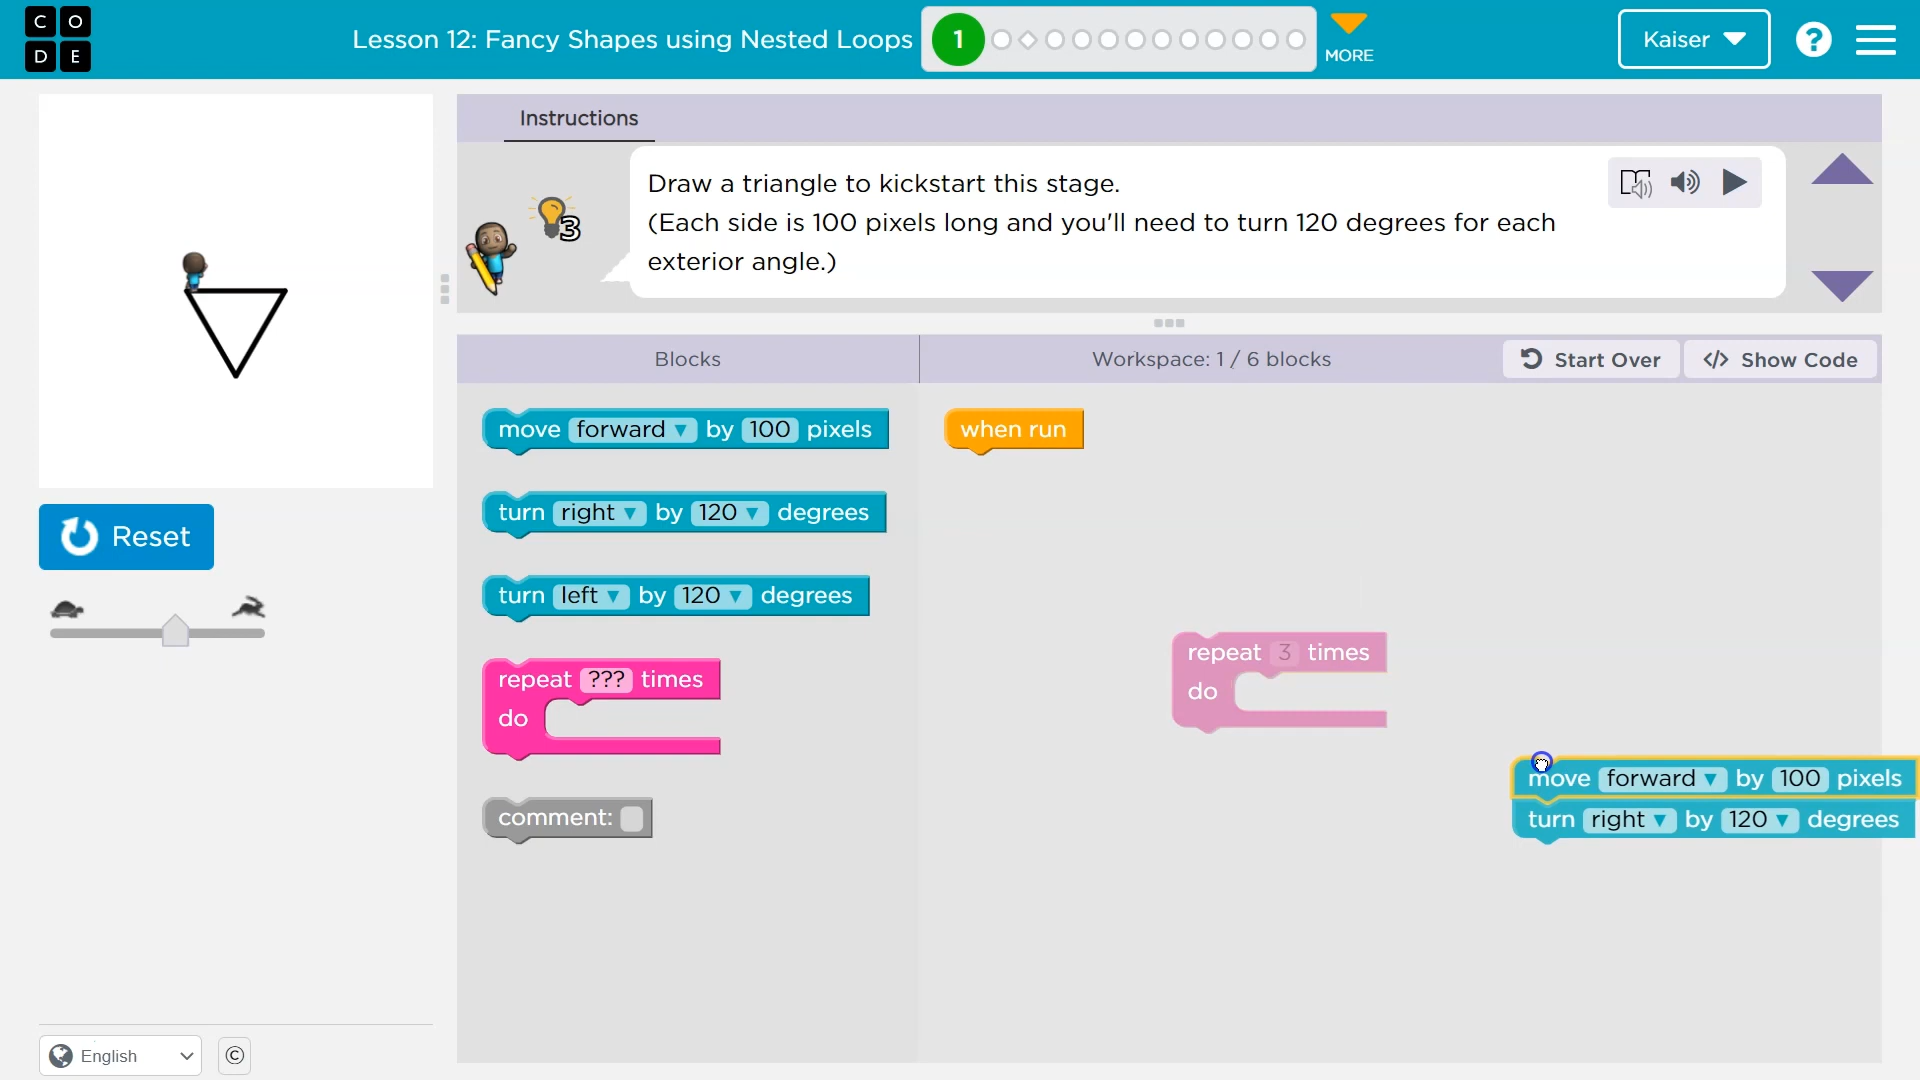 C O
D E
Lesson 12: Fancy Shapes using Nested Loops
1
MORE
Kaiser
?
Instructions
3
Draw a triangle to kickstart this stage.
(Each side is 100 pixels long and you'll need to turn 120 degrees for each
exterior angle.)
Blocks
Workspace: 1 / 6 blocks
Start Over
</> Show Code
move forward ▼ by 100 pixels
turn right ▼ by 120 ▼ degrees
turn left ▼ by 120 ▼ degrees
repeat ??? times
do
comment:
when run
repeat 3 times
do
move forward ▼ by 100 pixels
turn right ▼ by 120 ▼ degrees
Reset
English
©